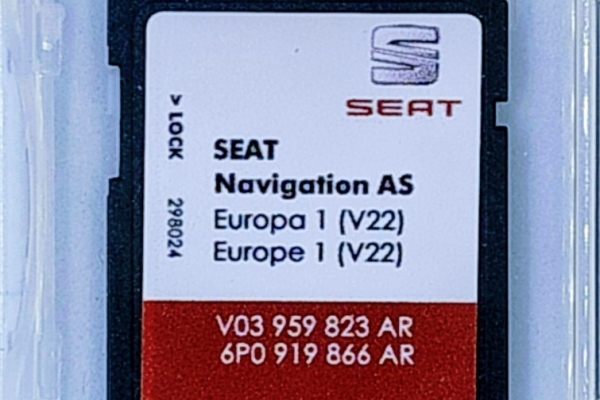 SEAT
> LOCK
298024
SEAT
Navigation AS
Europa 1 (V22)
Europe 1 (V22)
V03 959 823 AR
6P0 919 866 AR